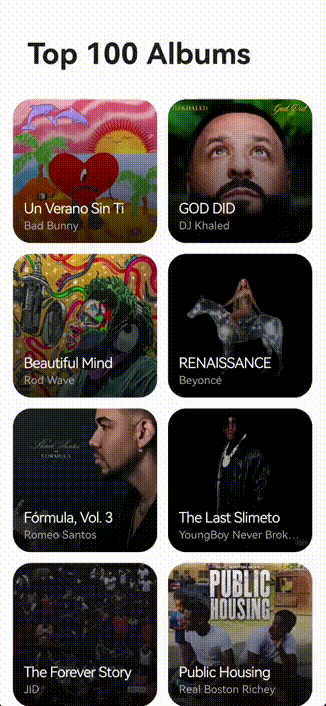 Top 100 Albums
DJ KHALED
God Did
Un Verano Sin Ti
Bad Bunny
GOD DID
DJ Khaled
Beautiful Mind
Rod Wave
RENAISSANCE
Beyoncé
Romeo Santos
FÓRMULA
Fórmula, Vol. 3
Romeo Santos
The Last Slimeto
YoungBoy Never Brok...
PUBLIC
HOUSING
The Forever Story
JID
Public Housing
Real Boston Richey